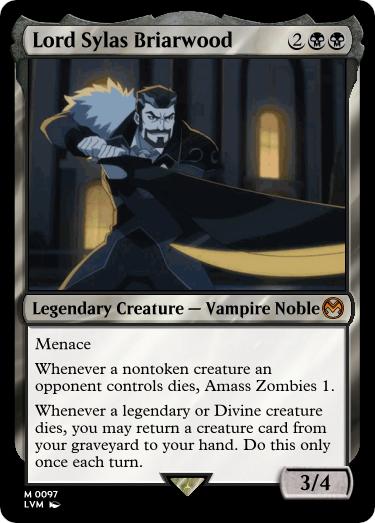 Lord Sylas Briarwood 2
Legendary Creature — Vampire Noble
Menace
Whenever a nontoken creature an
opponent controls dies, Amass Zombies 1.
Whenever a legendary or Divine creature
dies, you may return a creature card from
your graveyard to your hand. Do this only
once each turn.
3/4
M 0097
LVM